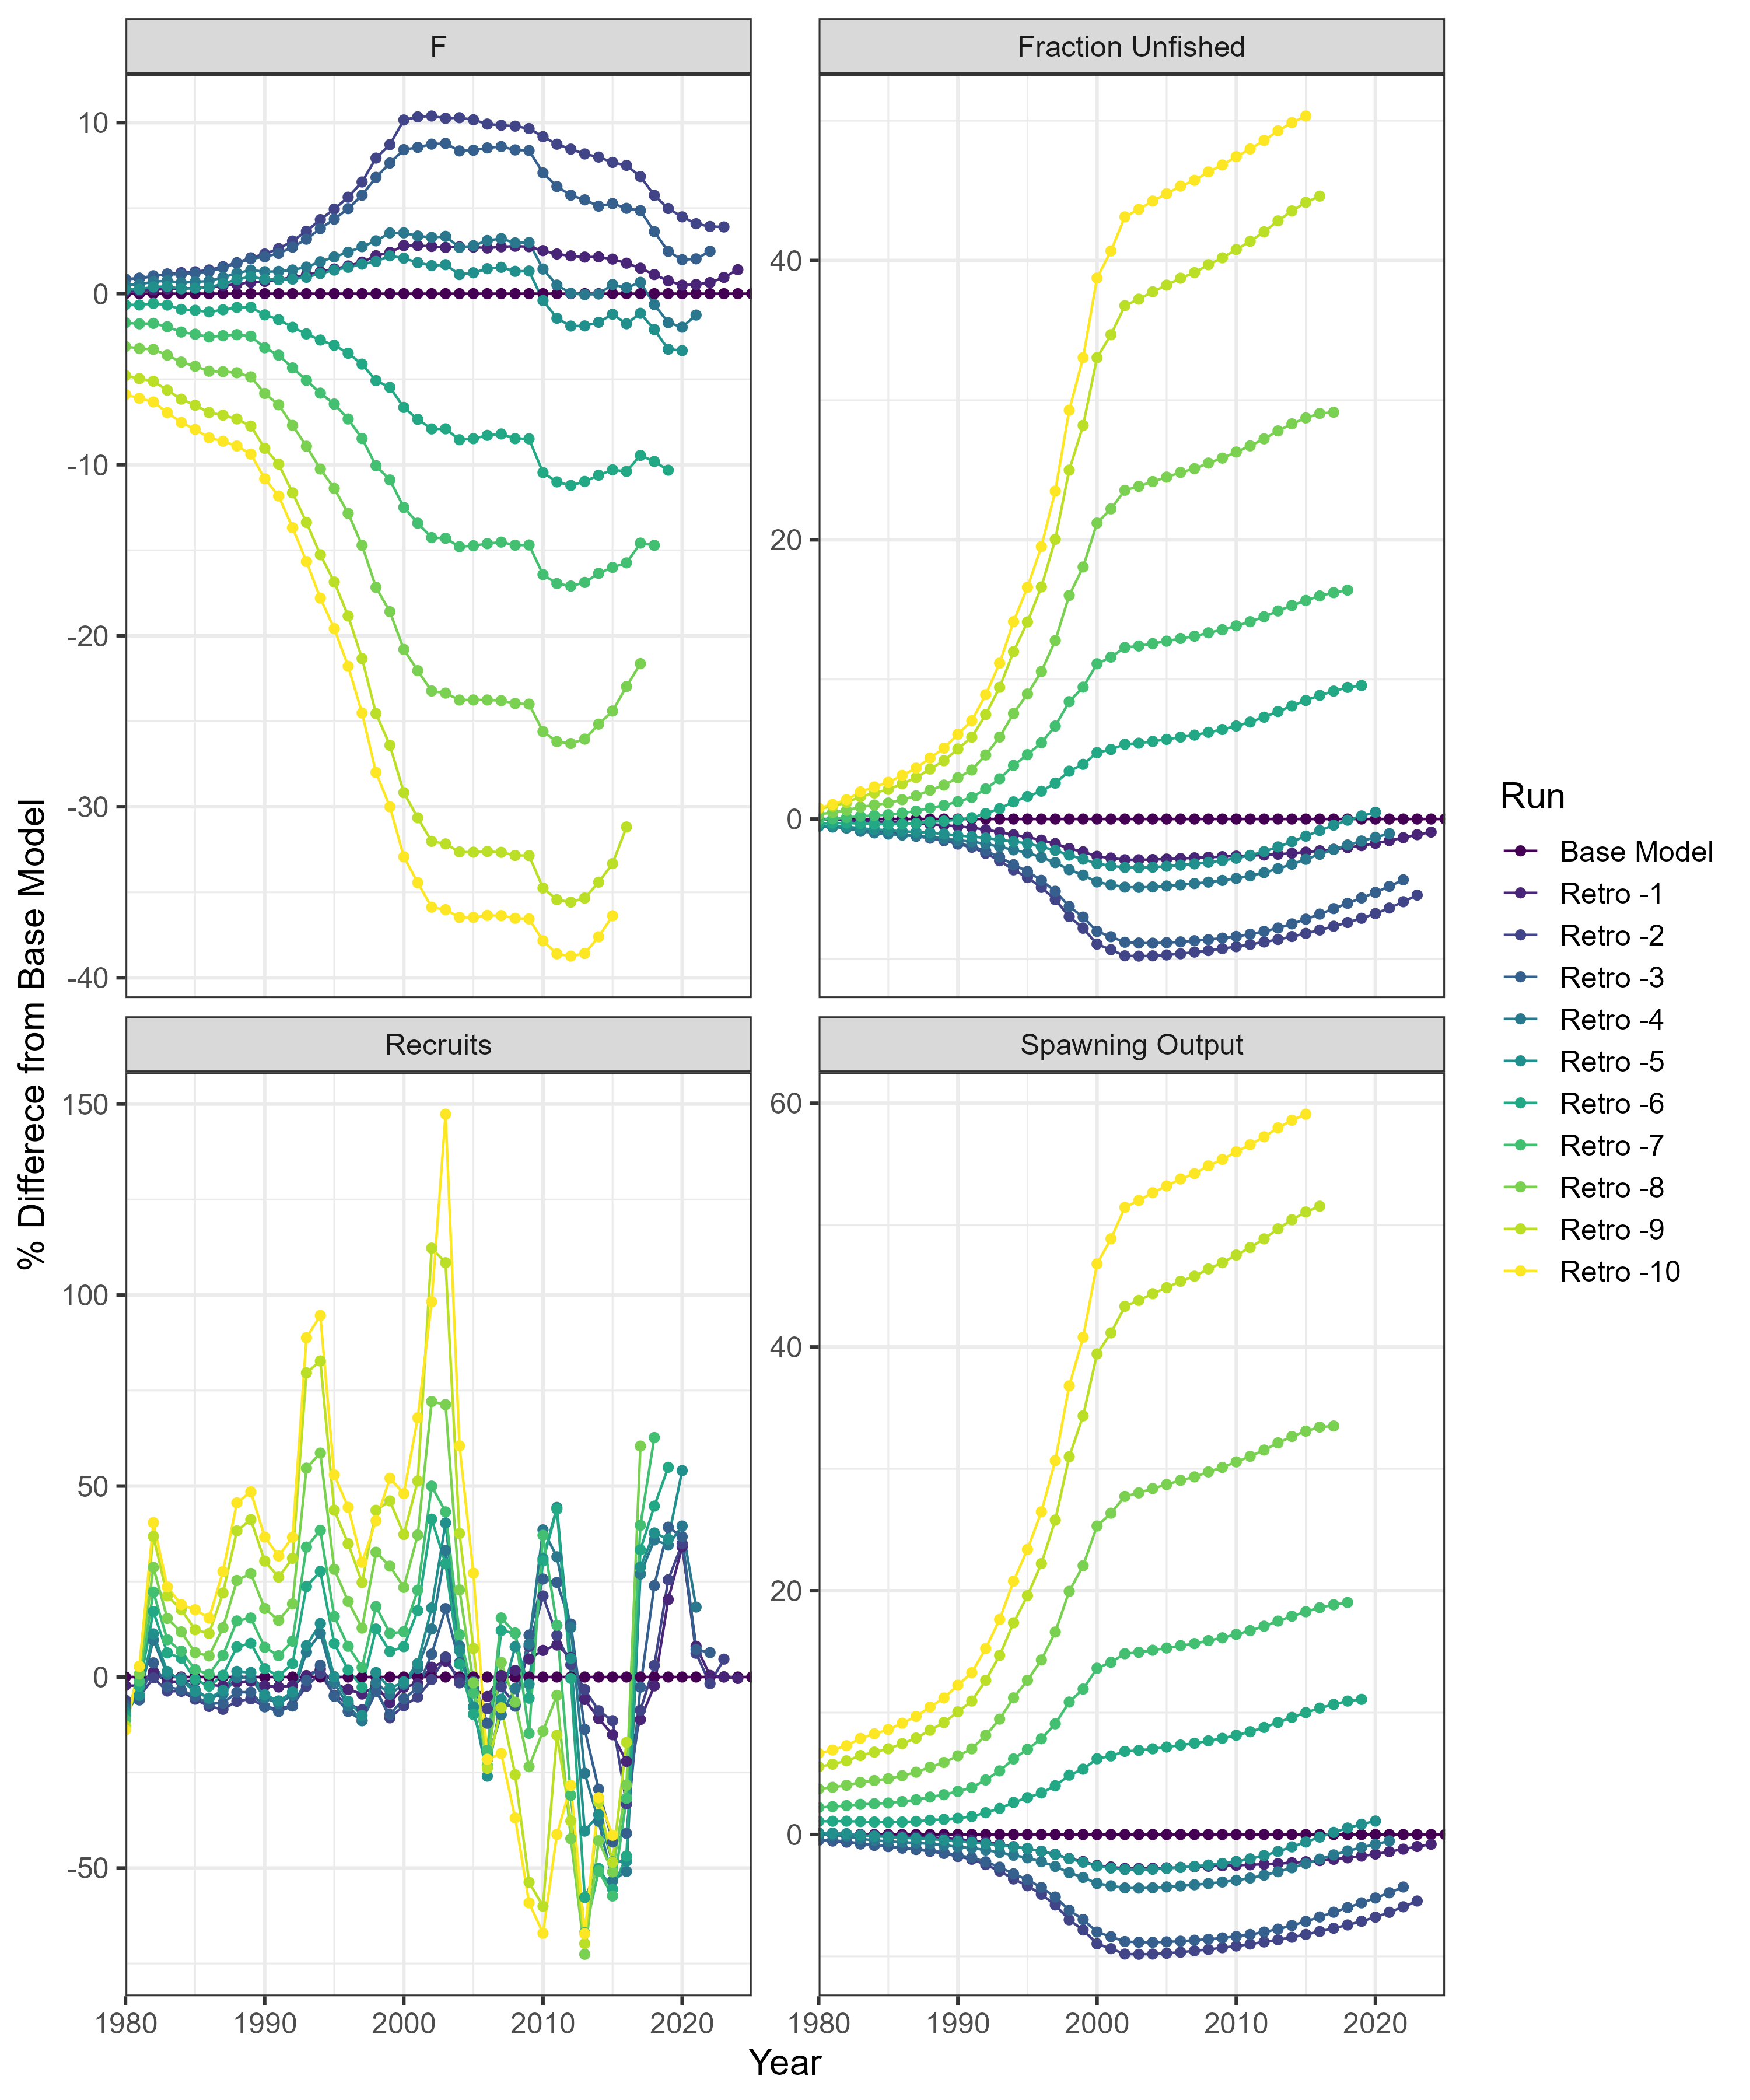 F
Fraction Unfished
10
0
-10
-20
-30
-40
40
20
0
% Differece from Base Model
Recruits
Spawning Output
150
100
50
0
-50
60
40
20
0
1980 1990 2000 2010 2020
1980 1990 2000 2010 2020
Year
Run
Base Model
Retro -1
Retro -2
Retro -3
Retro -4
Retro -5
Retro -6
Retro -7
Retro -8
Retro -9
Retro -10